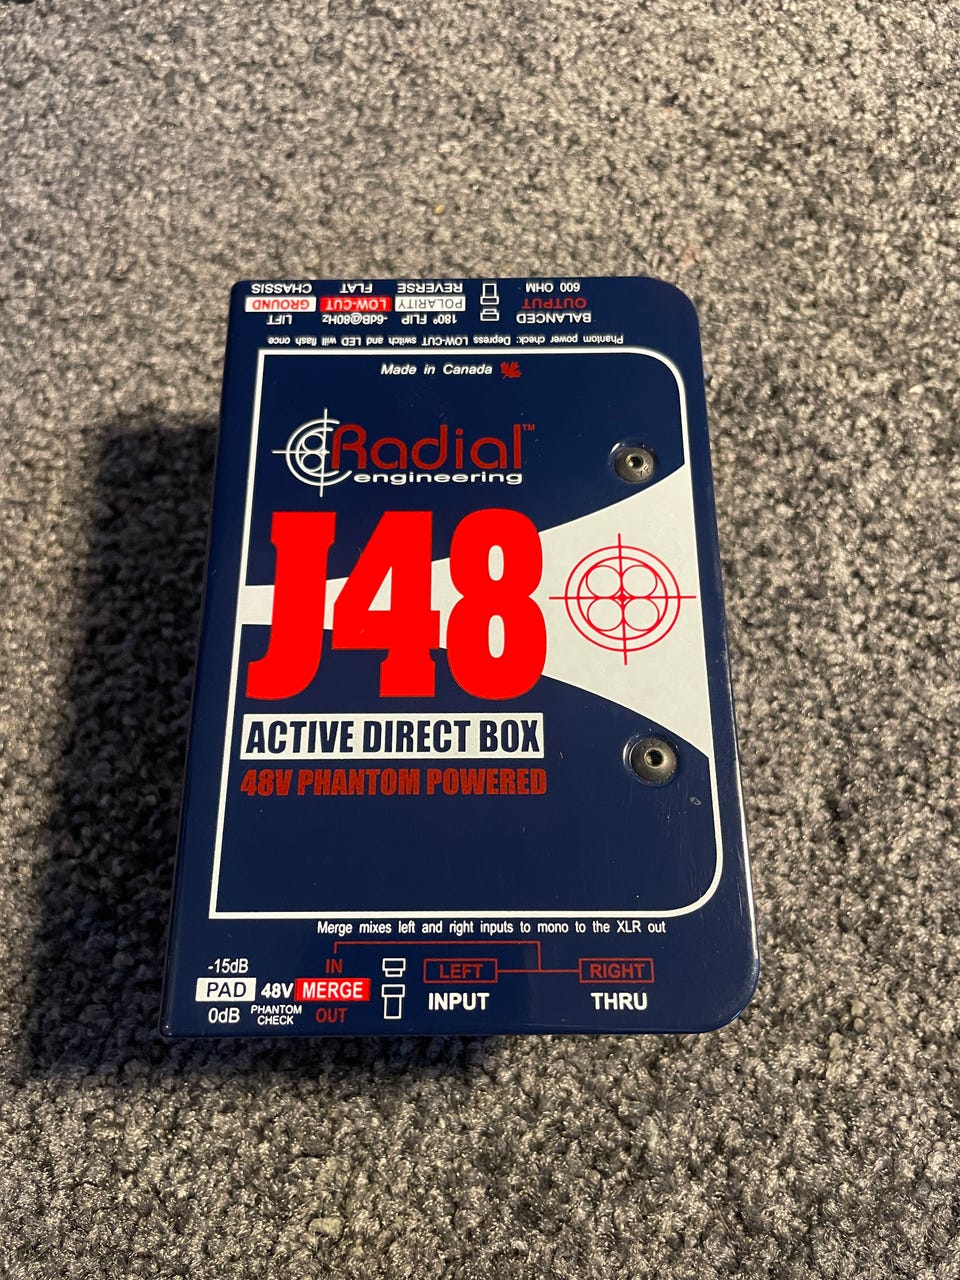 CHASSIS FLAT REVERSE 600 OHM
GROUND LOW-CUT POLARITY OUTPUT
LIFT -6dB@80Hz 180° FLIP BALANCED
Phantom power check: Depress LOW-CUT switch and LED will flash once
Made in Canada
Radial™
engineering
J48
ACTIVE DIRECT BOX
48V PHANTOM POWERED
Merge mixes left and right inputs to mono to the XLR out
-15dB IN LEFT RIGHT
PAD 48V MERGE INPUT THRU
0dB PHANTOM CHECK OUT